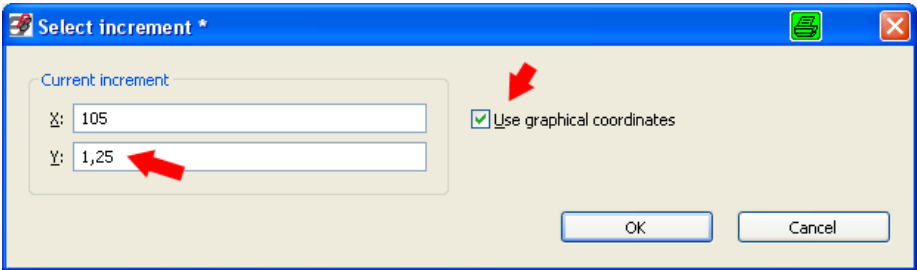 Select increment *
Current increment
X: 105
Use graphical coordinates
Y: 1,25
OK Cancel